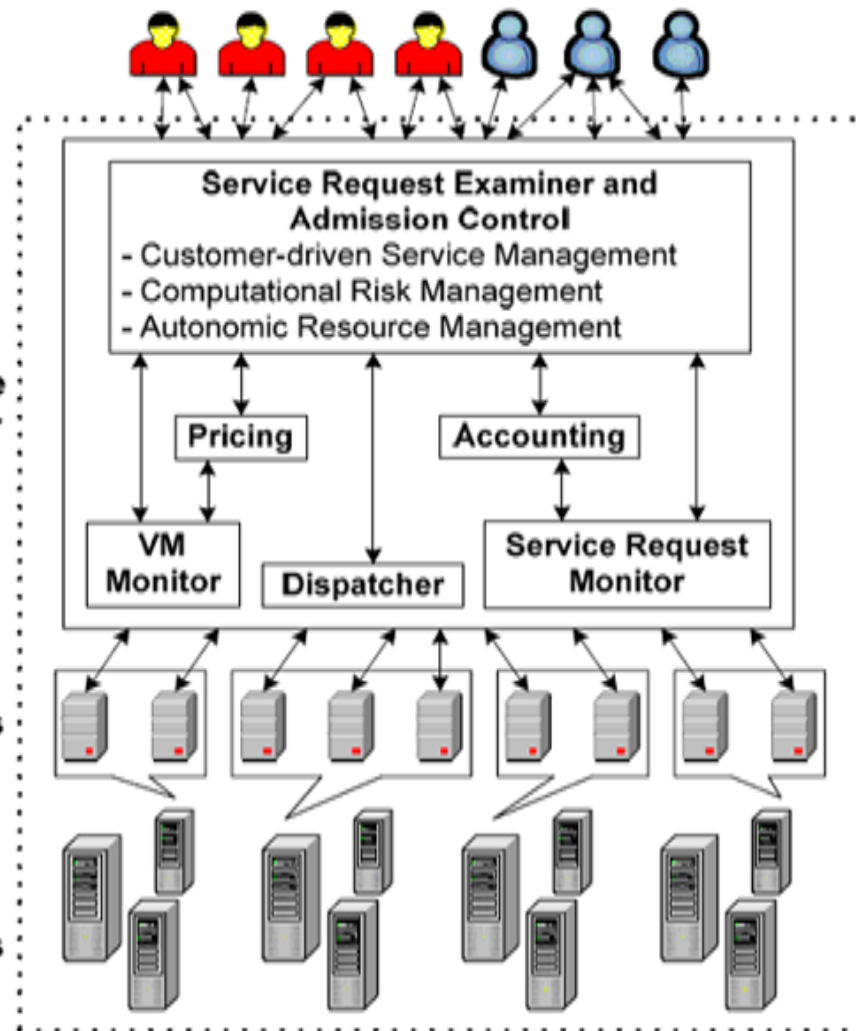 Service Request Examiner and
Admission Control
- Customer-driven Service Management
- Computational Risk Management
- Autonomic Resource Management
Pricing
Accounting
VM
Monitor
Dispatcher
Service Request
Monitor